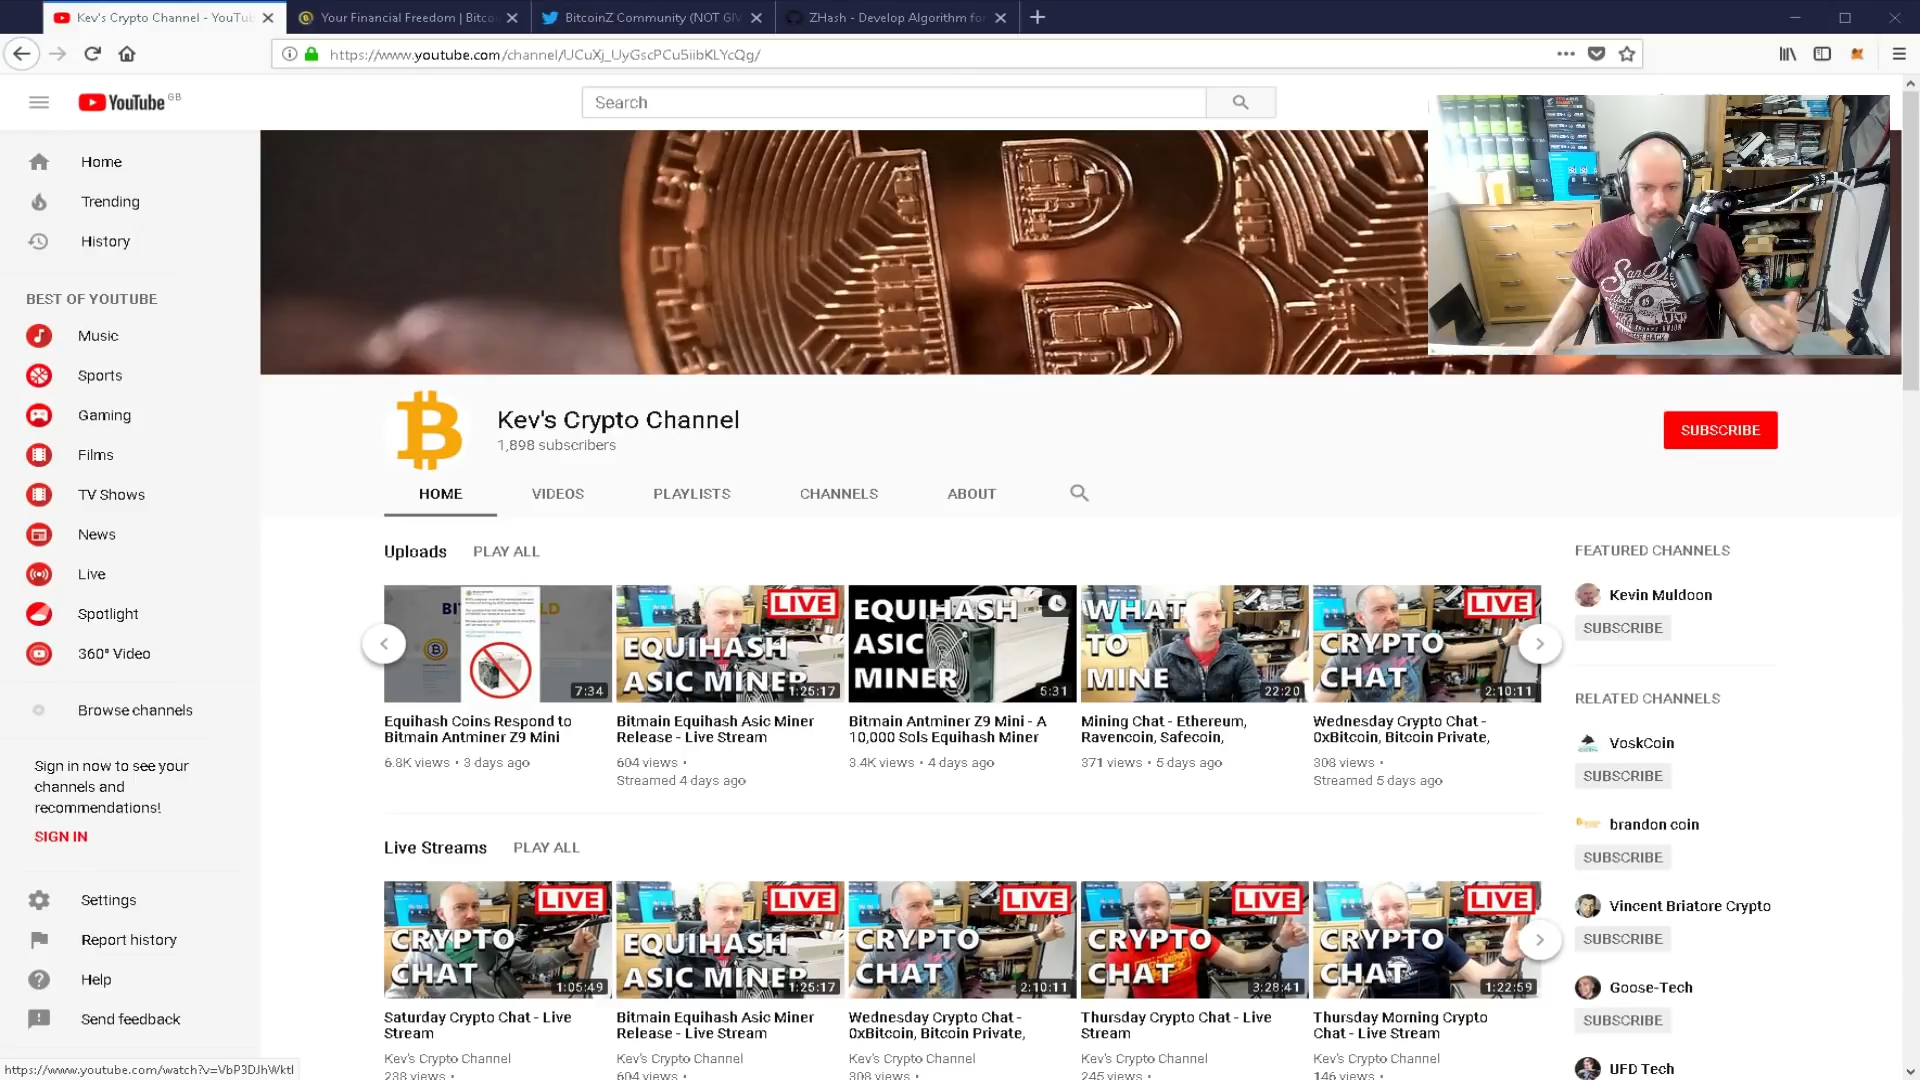 Kev's Crypto Channel - YouTu
Your Financial Freedom | Bitco
BitcoinZ Community (NOT GIV
ZHash - Develop Algorithm for
https://www.youtube.com/channel/UCuXj_UyGscPCu5iibKLYcQg/
YouTube GB
Search
Home
Trending
History
BEST OF YOUTUBE
Music
Sports
Gaming
Films
TV Shows
News
Live
Spotlight
360° Video
Browse channels
Sign in now to see your
channels and
recommendations!
SIGN IN
Settings
Report history
Help
Send feedback
https://www.youtube.com/watch?v=VbP3DJhWktI
Kev's Crypto Channel
1,898 subscribers
SUBSCRIBE
HOME
VIDEOS
PLAYLISTS
CHANNELS
ABOUT
Uploads PLAY ALL
7:34
LIVE
EQUIHASH
ASIC MINER
1:25:17
EQUIHASH
ASIC
MINER
5:31
WHAT
TO
MINE
22:20
LIVE
CRYPTO
CHAT
2:10:11
Equihash Coins Respond to
Bitmain Antminer Z9 Mini
6.8K views • 3 days ago
Bitmain Equihash Asic Miner
Release - Live Stream
604 views •
Streamed 4 days ago
Bitmain Antminer Z9 Mini - A
10,000 Sols Equihash Miner
3.4K views • 4 days ago
Mining Chat - Ethereum,
Ravencoin, Safecoin,
371 views • 5 days ago
Wednesday Crypto Chat -
0xBitcoin, Bitcoin Private,
308 views •
Streamed 5 days ago
Live Streams PLAY ALL
LIVE
CRYPTO
CHAT
1:05:49
LIVE
EQUIHASH
ASIC MINER
1:25:17
LIVE
CRYPTO
CHAT
2:10:11
LIVE
CRYPTO
CHAT
3:28:41
LIVE
CRYPTO
CHAT
1:22:59
Saturday Crypto Chat - Live
Stream
Kev's Crypto Channel
238 views •
Bitmain Equihash Asic Miner
Release - Live Stream
Kev's Crypto Channel
604 views •
Wednesday Crypto Chat -
0xBitcoin, Bitcoin Private,
Kev's Crypto Channel
308 views •
Thursday Crypto Chat - Live
Stream
Kev's Crypto Channel
245 views •
Thursday Morning Crypto
Chat - Live Stream
Kev's Crypto Channel
146 views •
FEATURED CHANNELS
Kevin Muldoon
SUBSCRIBE
RELATED CHANNELS
VoskCoin
SUBSCRIBE
brandon coin
SUBSCRIBE
Vincent Briatore Crypto
SUBSCRIBE
Goose-Tech
SUBSCRIBE
UFD Tech